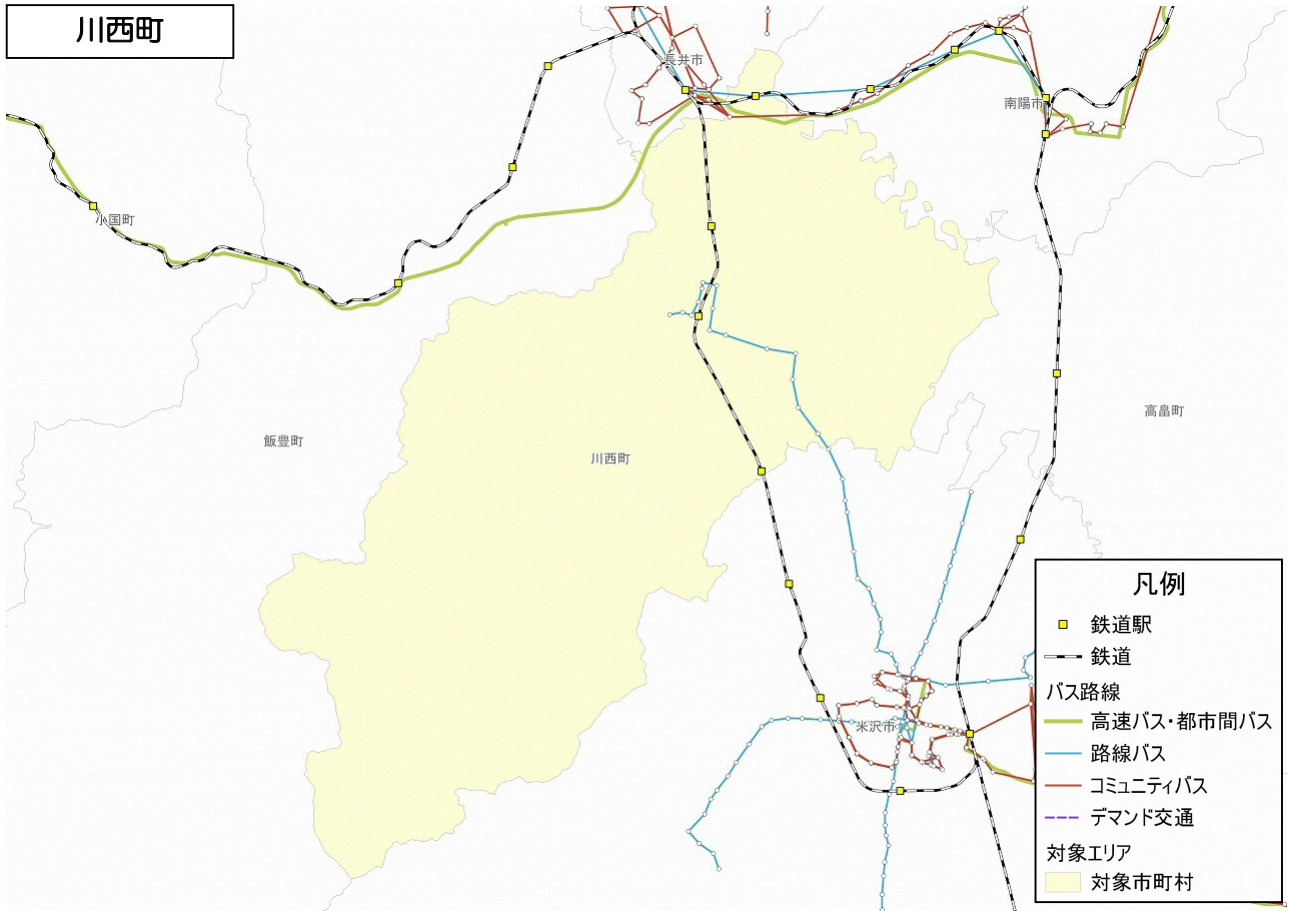 川西町
長井市
南陽市
小国町
高畠町
飯豊町
川西町
米沢市
凡例
鉄道駅
鉄道
バス路線
高速バス・都市間バス
路線バス
コミュニティバス
デマンド交通
対象エリア
対象市町村